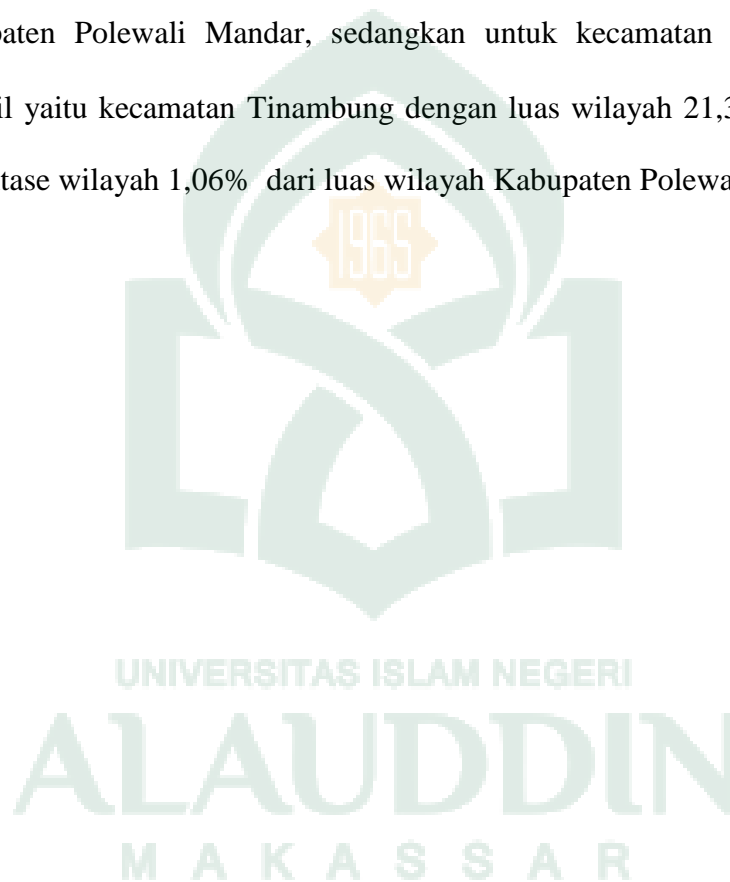 paten Polewali Mandar, sedangkan untuk kecamatan
il yaitu kecamatan Tinambung dengan luas wilayah 21,3
tase wilayah 1,06% dari luas wilayah Kabupaten Polewa
1965
UNIVERSITAS ISLAM NEGERI
ALAUDDIN
MAKASSAR